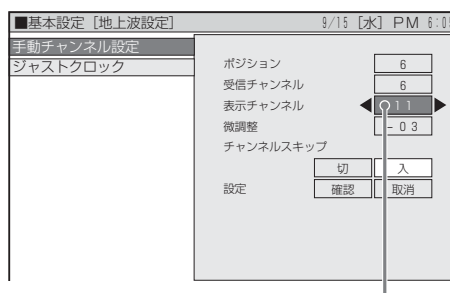 ■基本設定［地上波設定］ 9/15［水］PM 6:05
手動チャンネル設定
ジャストクロック
ポジション 6
受信チャンネル 6
表示チャンネル ◀ 11 ▶
微調整 －03
チャンネルスキップ
切 入
設定 確認 取消